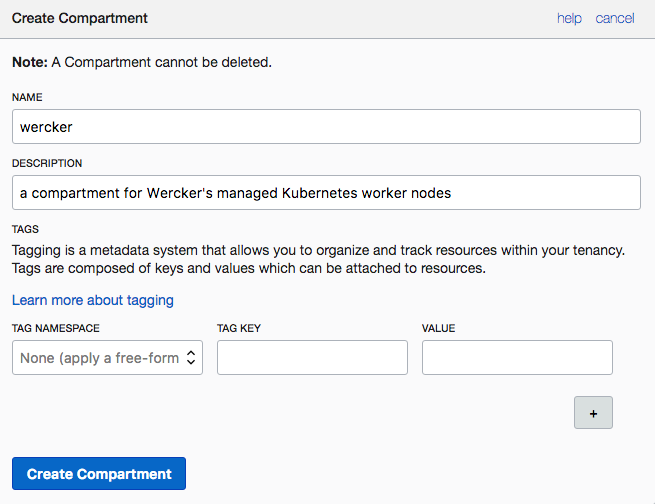 Create Compartment help cancel
Note: A Compartment cannot be deleted.
NAME
wercker
DESCRIPTION
a compartment for Wercker's managed Kubernetes worker nodes
TAGS
Tagging is a metadata system that allows you to organize and track resources within your tenancy.
Tags are composed of keys and values which can be attached to resources.
Learn more about tagging
TAG NAMESPACE TAG KEY VALUE
None (apply a free-form
+
Create Compartment